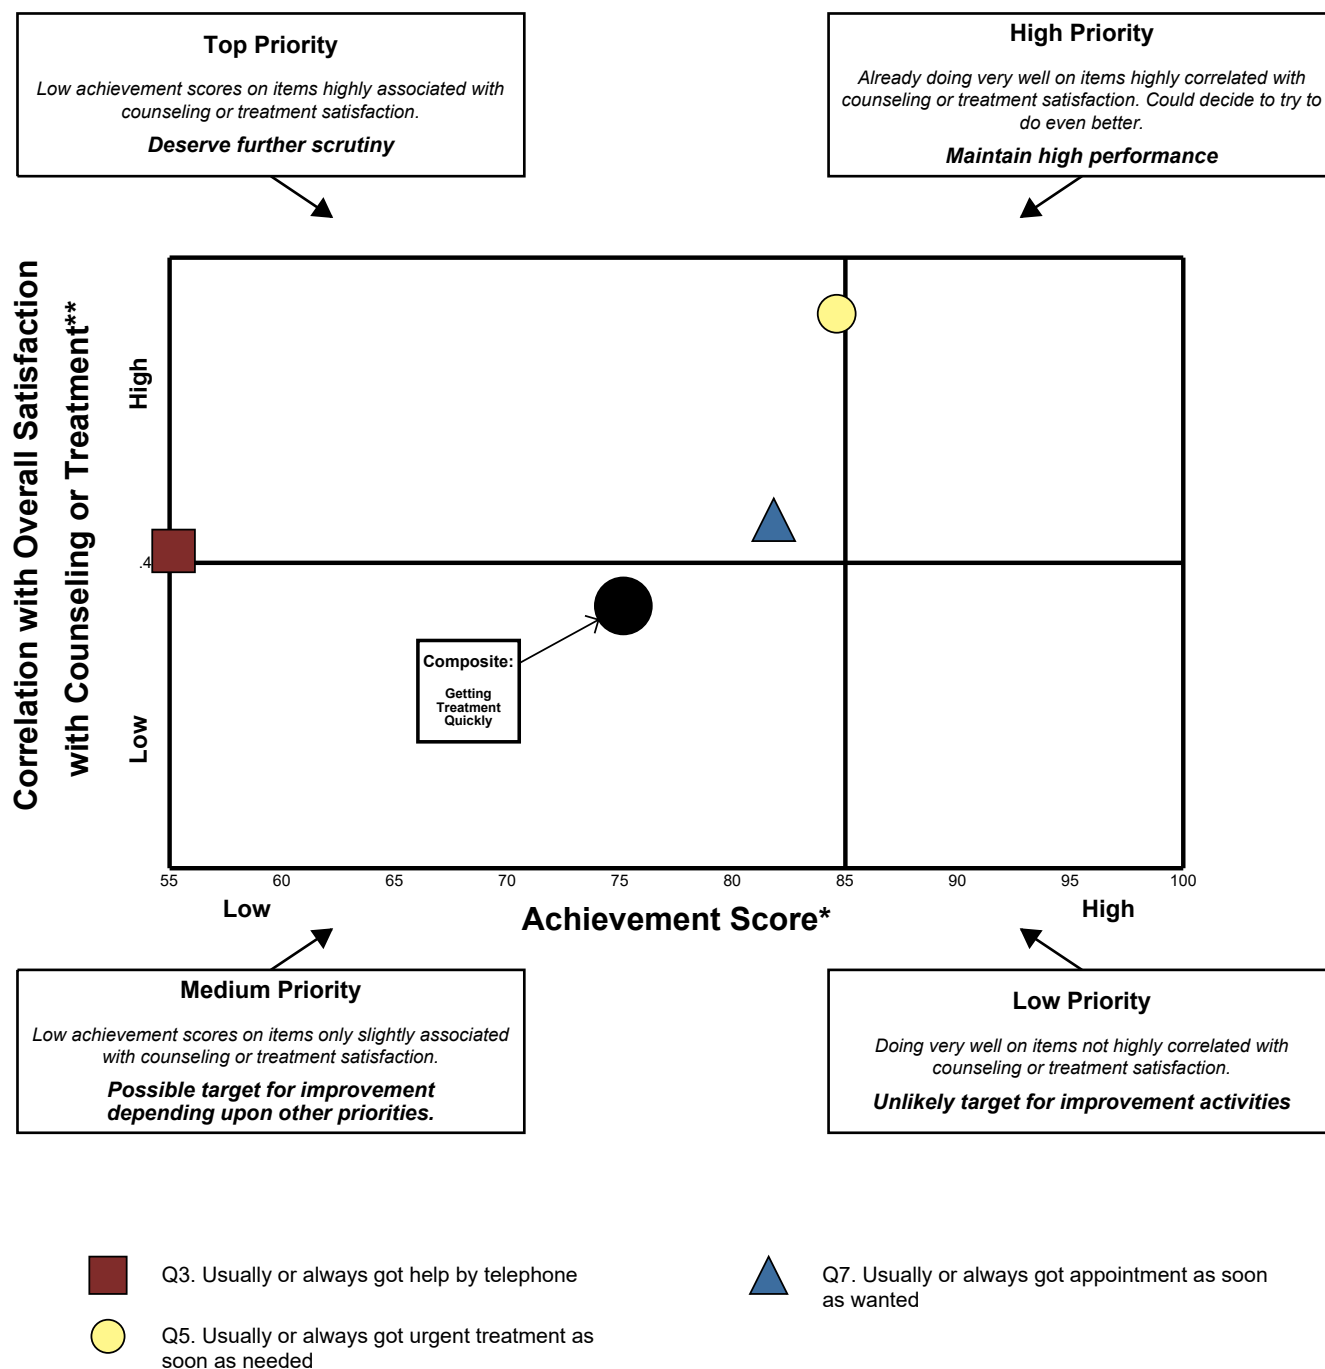 Top Priority
Low achievement scores on items highly associated with
counseling or treatment satisfaction.
Deserve further scrutiny
High Priority
Already doing very well on items highly correlated with
counseling or treatment satisfaction. Could decide to try to
do even better.
Maintain high performance
Correlation with Overall Satisfaction
with Counseling or Treatment**
High
Low
.4
Composite:
Getting
Treatment
Quickly
55
60
65
70
75
80
85
90
95
100
Low
Achievement Score*
High
Medium Priority
Low achievement scores on items only slightly associated
with counseling or treatment satisfaction.
Possible target for improvement
depending upon other priorities.
Low Priority
Doing very well on items not highly correlated with
counseling or treatment satisfaction.
Unlikely target for improvement activities
Q3. Usually or always got help by telephone
Q5. Usually or always got urgent treatment as
soon as needed
Q7. Usually or always got appointment as soon
as wanted